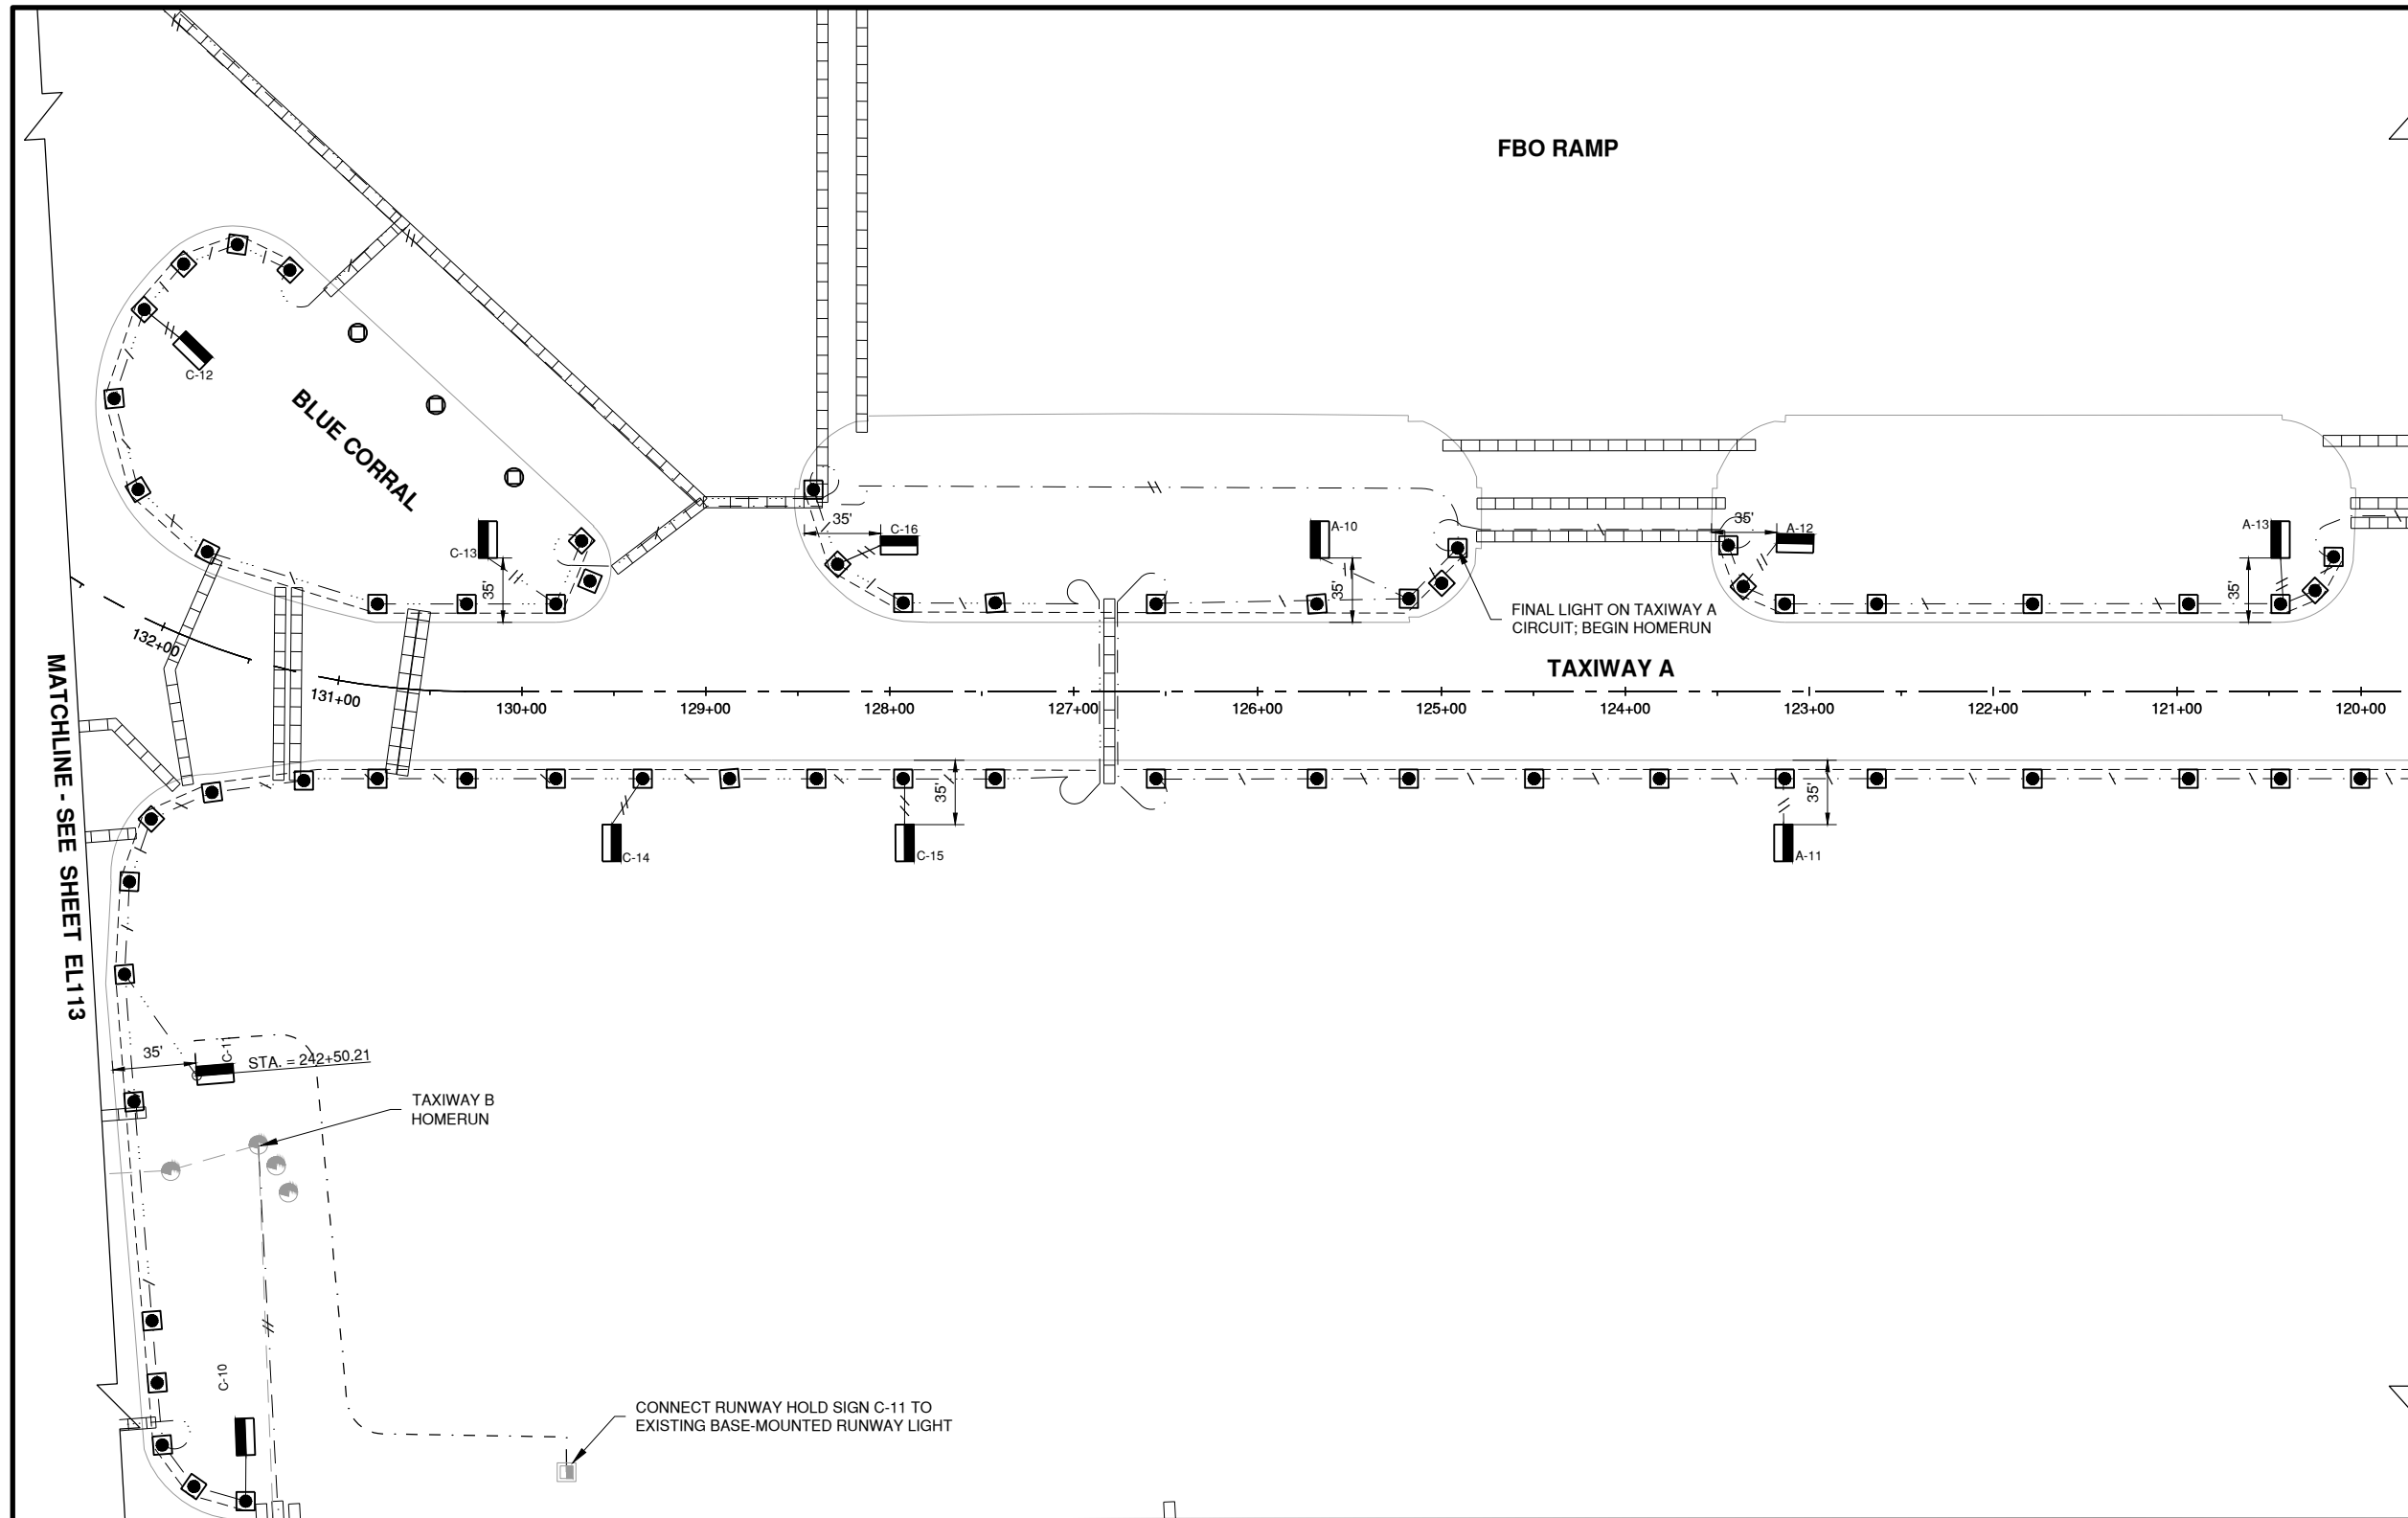 FBO RAMP
C-12
BLUE CORRAL
C-13
35'
35'
C-16
A-10
35'
35'
A-12
A-13
35'
FINAL LIGHT ON TAXIWAY A
CIRCUIT; BEGIN HOMERUN
TAXIWAY A
132+00
131+00
130+00
129+00
128+00
127+00
126+00
125+00
124+00
123+00
122+00
121+00
120+00
MATCHLINE - SEE SHEET EL113
35'
35'
C-14
C-15
A-11
35'
C-11
STA. = 242+50.21
TAXIWAY B
HOMERUN
C-10
CONNECT RUNWAY HOLD SIGN C-11 TO
EXISTING BASE-MOUNTED RUNWAY LIGHT